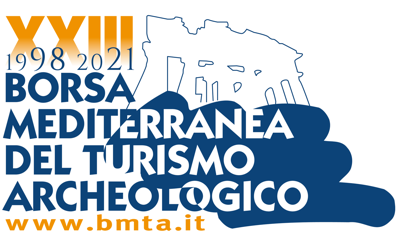 XXIII
1998 2021
BORSA
MEDITERRANEA
DEL TURISMO
ARCHEOLOGICO
www.bmta.it